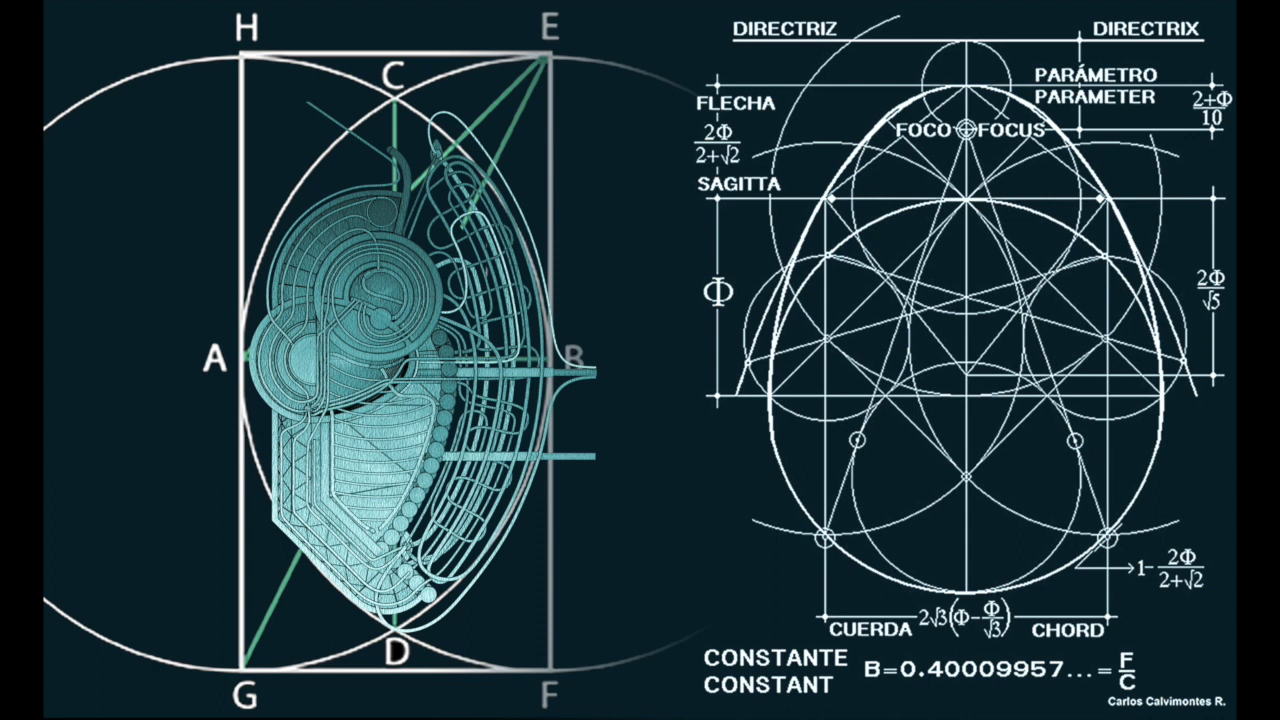 H
E
C
A
B
D
G
F
DIRECTRIZ
DIRECTRIX
PARÁMETRO
PARAMETER
FLECHA
2Φ
2+√2
SAGITTA
FOCO
FOCUS
2+Φ
10
Φ
2Φ
√5
1-2Φ
2+√2
CUERDA
2√3(Φ-Φ/√3)
CHORD
CONSTANTE
CONSTANT
B=0.40009957...=F/C
Carlos Calvimontes R.